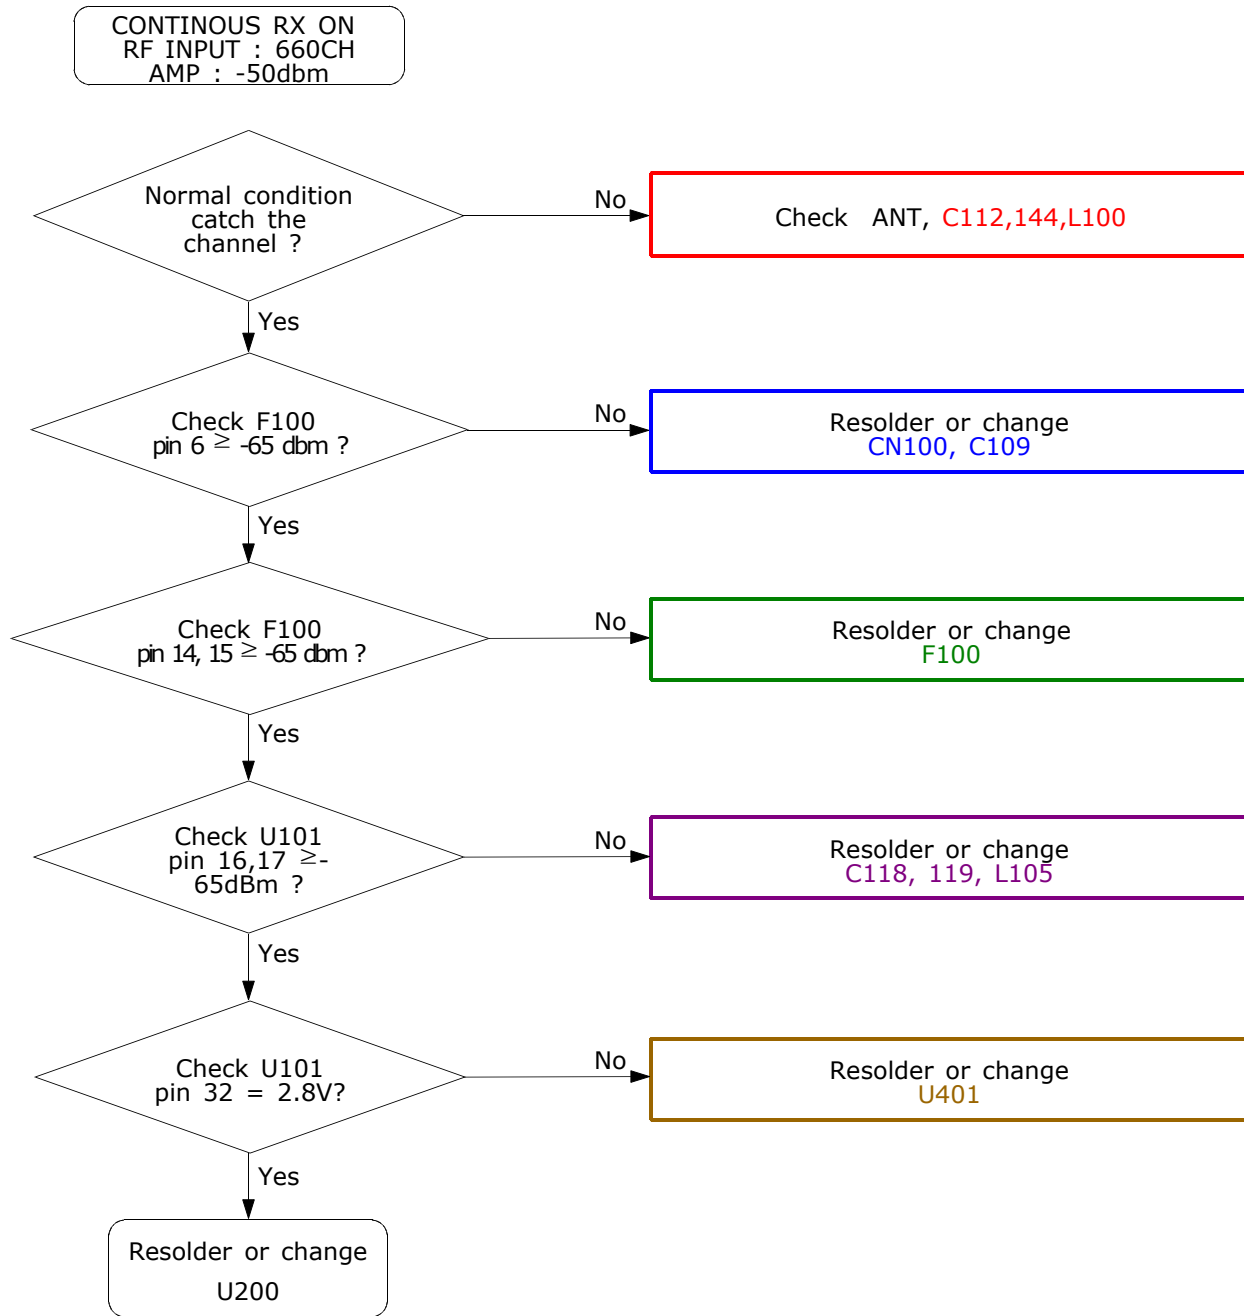 CONTINOUS RX ON
RF INPUT : 660CH
AMP : -50dbm
Normal condition
catch the
channel ?
No
Check ANT, C112,144,L100
Yes
Check F100
pin 6 ≥ -65 dbm ?
No
Resolder or change
CN100, C109
Yes
Check F100
pin 14, 15 ≥ -65 dbm ?
No
Resolder or change
F100
Yes
Check U101
pin 16,17 ≥-
65dBm ?
No
Resolder or change
C118, 119, L105
Yes
Check U101
pin 32 = 2.8V?
No
Resolder or change
U401
Yes
Resolder or change
U200